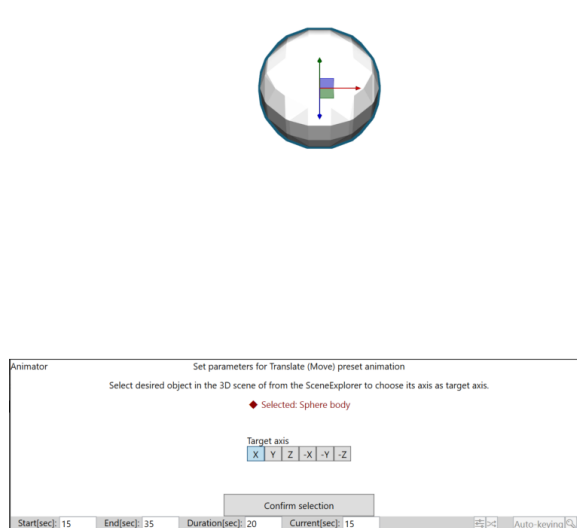 Animator Set parameters for Translate (Move) preset animation
Select desired object in the 3D scene of from the SceneExplorer to choose its axis as target axis.
Selected: Sphere body
Target axis
X Y Z -X -Y -Z
Confirm selection
Start[sec]: 15 End[sec]: 35 Duration[sec]: 20 Current[sec]: 15 Auto-keying